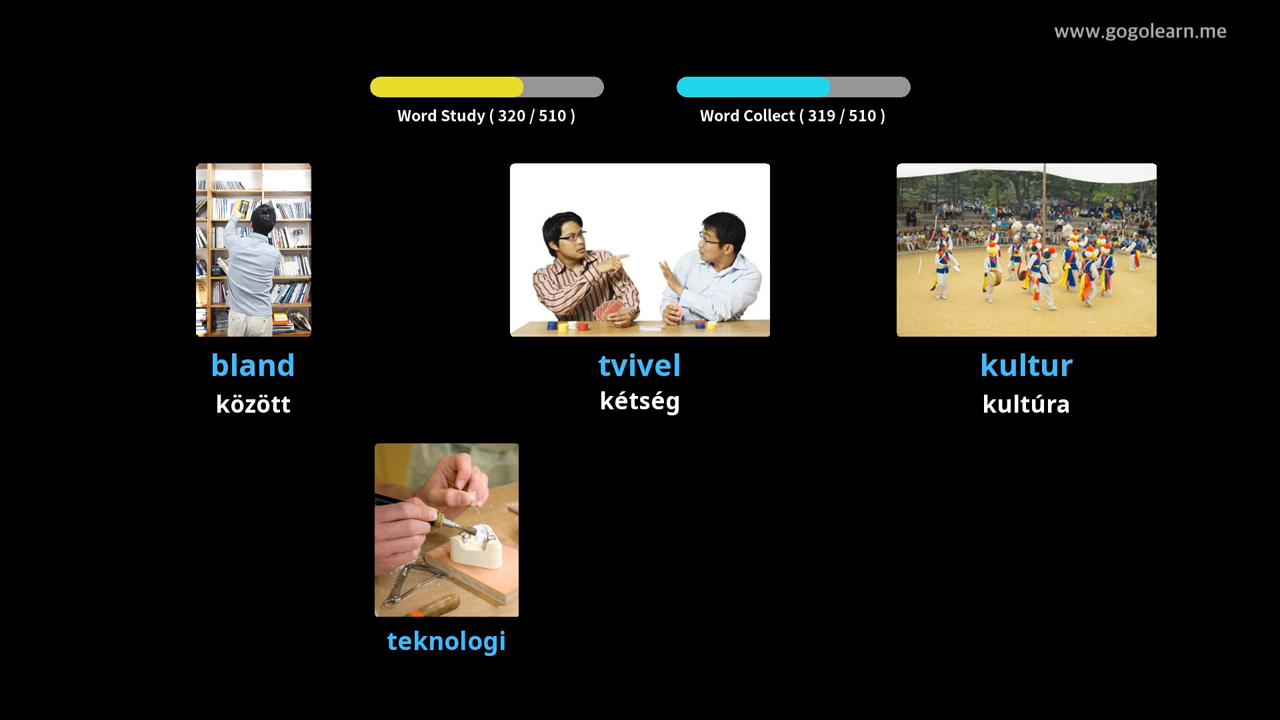 www.gogolearn.me
Word Study ( 320 / 510 )
Word Collect ( 319 / 510 )
bland
között
tvivel
kétség
kultur
kultúra
teknologi